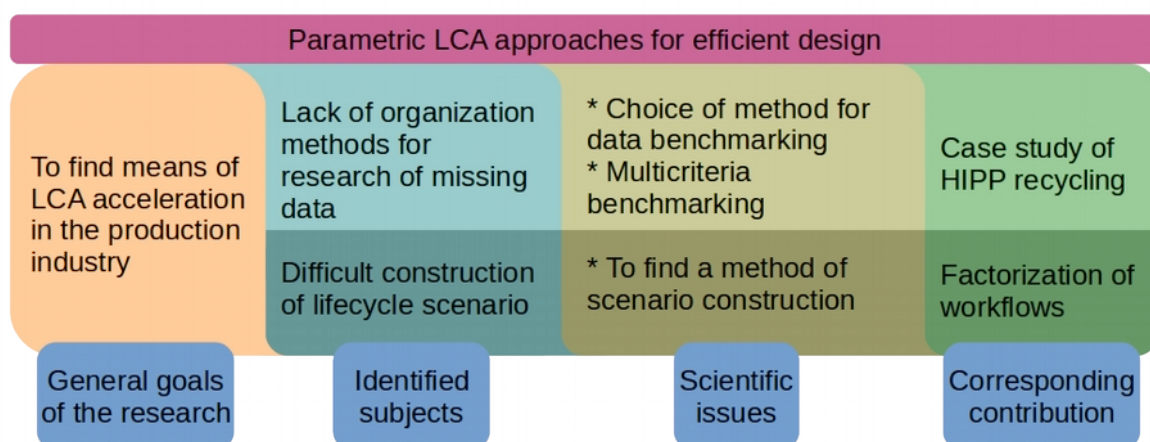 Parametric LCA approaches for efficient design
To find means of
LCA acceleration
in the production
industry
Lack of organization
methods for
research of missing
data
Difficult construction
of lifecycle scenario
* Choice of method for
data benchmarking
* Multicriteria
benchmarking
* To find a method of
scenario construction
Case study of
HIPP recycling
Factorization of
workflows
General goals
of the research
Identified
subjects
Scientific
issues
Corresponding
contribution